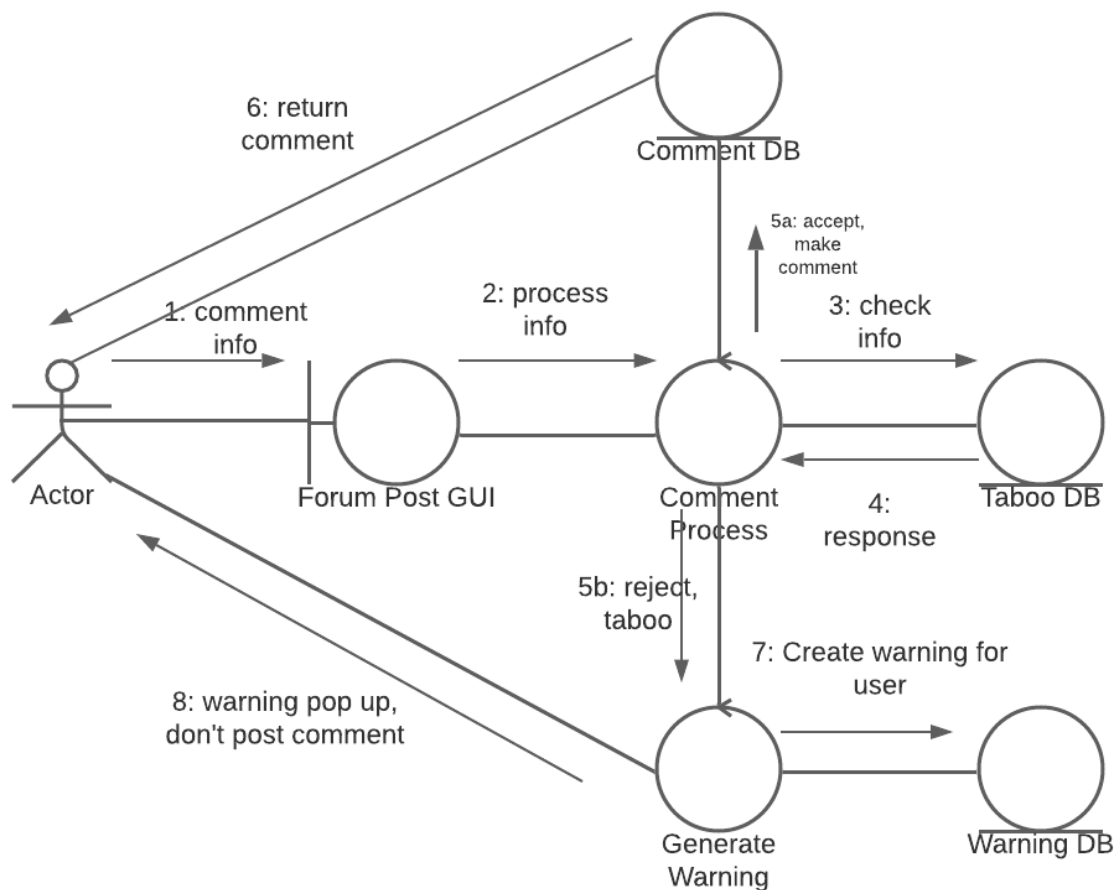 6: return
comment
Comment DB
5a: accept,
make
comment
1: comment
info
2: process
info
3: check
info
Actor
Forum Post GUI
Comment
Process
Taboo DB
4:
response
5b: reject,
taboo
7: Create warning for
user
8: warning pop up,
don't post comment
Generate
Warning
Warning DB